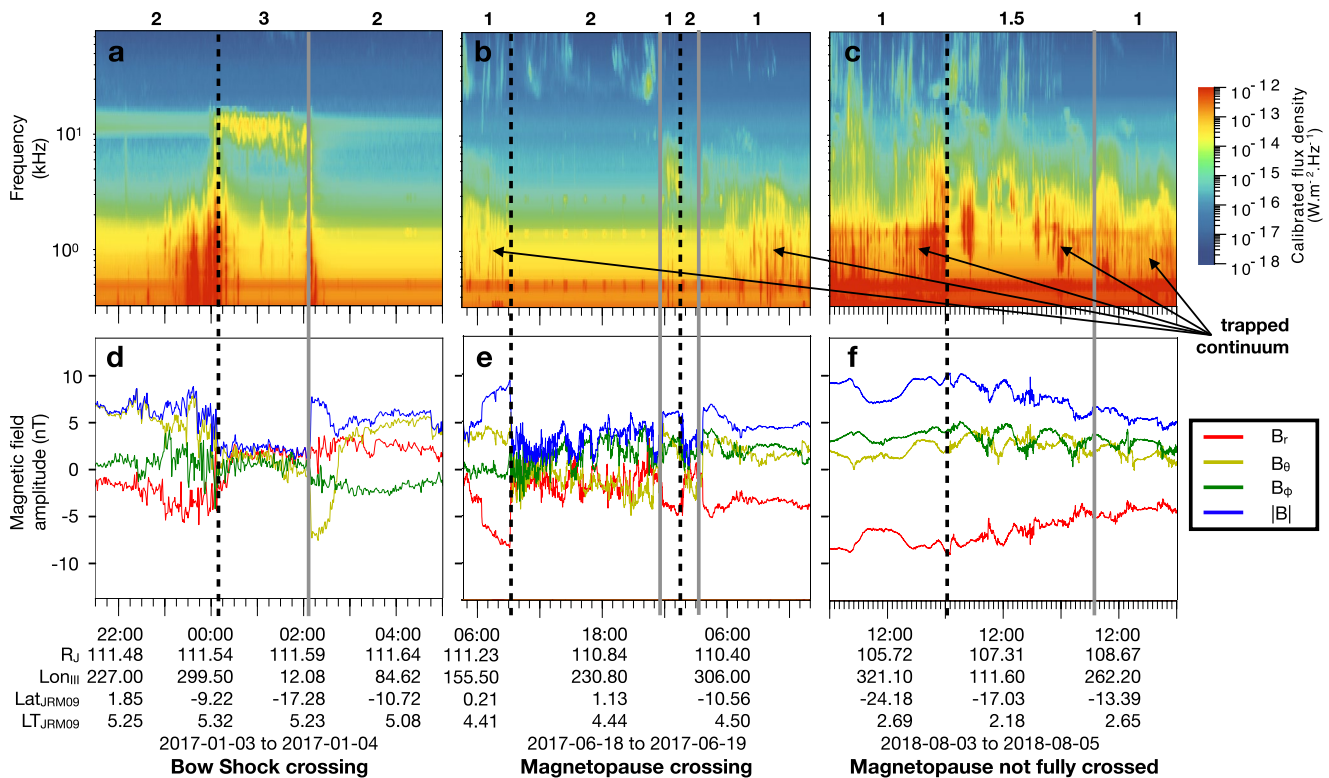 2 3 2 1 2 1 2 1 1 1.5 1
a b c
Frequency
(kHz)
10¹
10⁰
10⁻¹²
10⁻¹³
10⁻¹⁴
10⁻¹⁵
10⁻¹⁶
10⁻¹⁷
10⁻¹⁸
Calibrated flux density
(W.m⁻².Hz⁻¹)
trapped
continuum
d e f
Magnetic field
amplitude (nT)
10
5
0
-5
-10
Bᵣ
B_θ
B_ϕ
|B|
22:00 00:00 02:00 04:00 06:00 18:00 06:00 12:00 12:00 12:00
R_J 111.48 111.54 111.59 111.64 111.23 110.84 110.40 105.72 107.31 108.67
Lon_III 227.00 299.50 12.08 84.62 155.50 230.80 306.00 321.10 111.60 262.20
Lat_JRM09 1.85 -9.22 -17.28 -10.72 0.21 1.13 -10.56 -24.18 -17.03 -13.39
LT_JRM09 5.25 5.32 5.23 5.08 4.41 4.44 4.50 2.69 2.18 2.65
2017-01-03 to 2017-01-04 2017-06-18 to 2017-06-19 2018-08-03 to 2018-08-05
Bow Shock crossing Magnetopause crossing Magnetopause not fully crossed